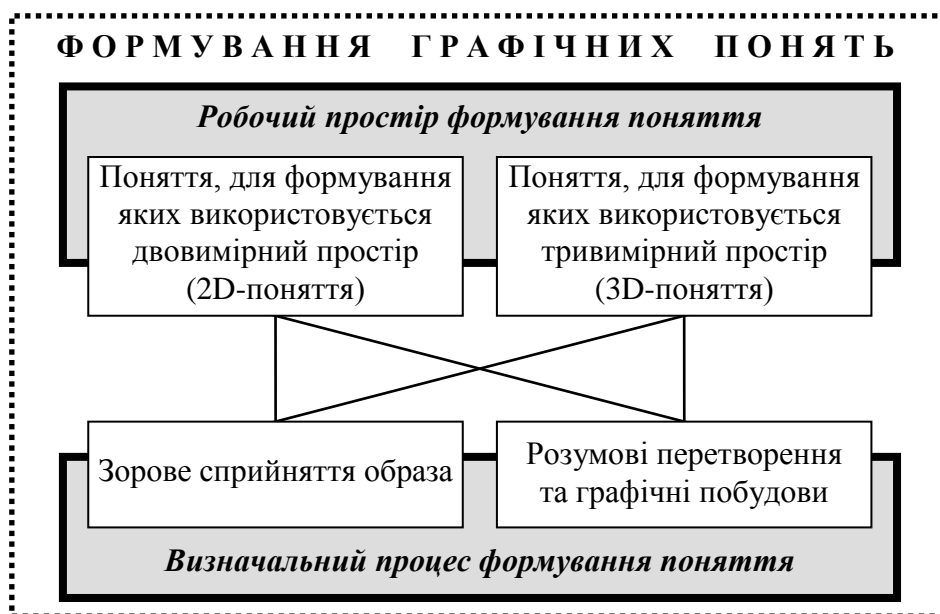 ФОРМУВАННЯ ГРАФІЧНИХ ПОНЯТЬ
Робочий простір формування поняття
Поняття, для формування
яких використовується
двовимірний простір
(2D-поняття)
Поняття, для формування
яких використовується
тривимірний простір
(3D-поняття)
Зорове сприйняття образа
Розумові перетворення
та графічні побудови
Визначальний процес формування поняття